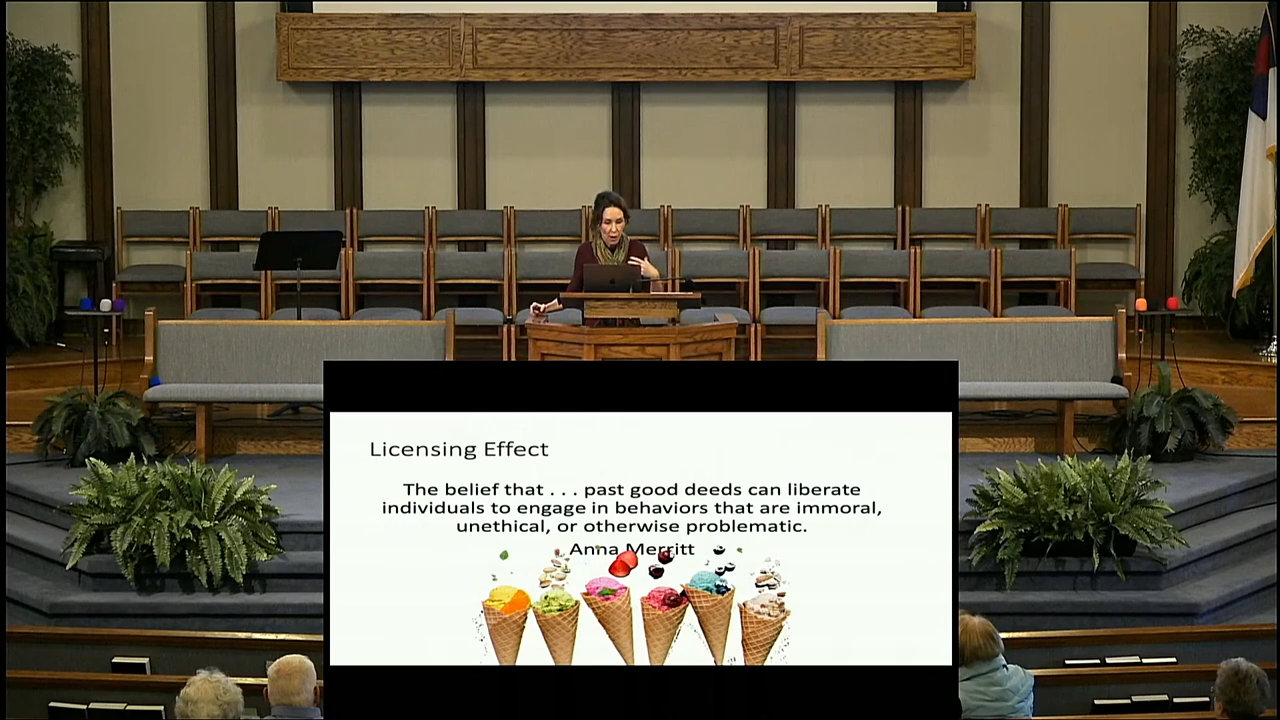 Licensing Effect
The belief that . . . past good deeds can liberate
individuals to engage in behaviors that are immoral,
unethical, or otherwise problematic.
Anna Merritt